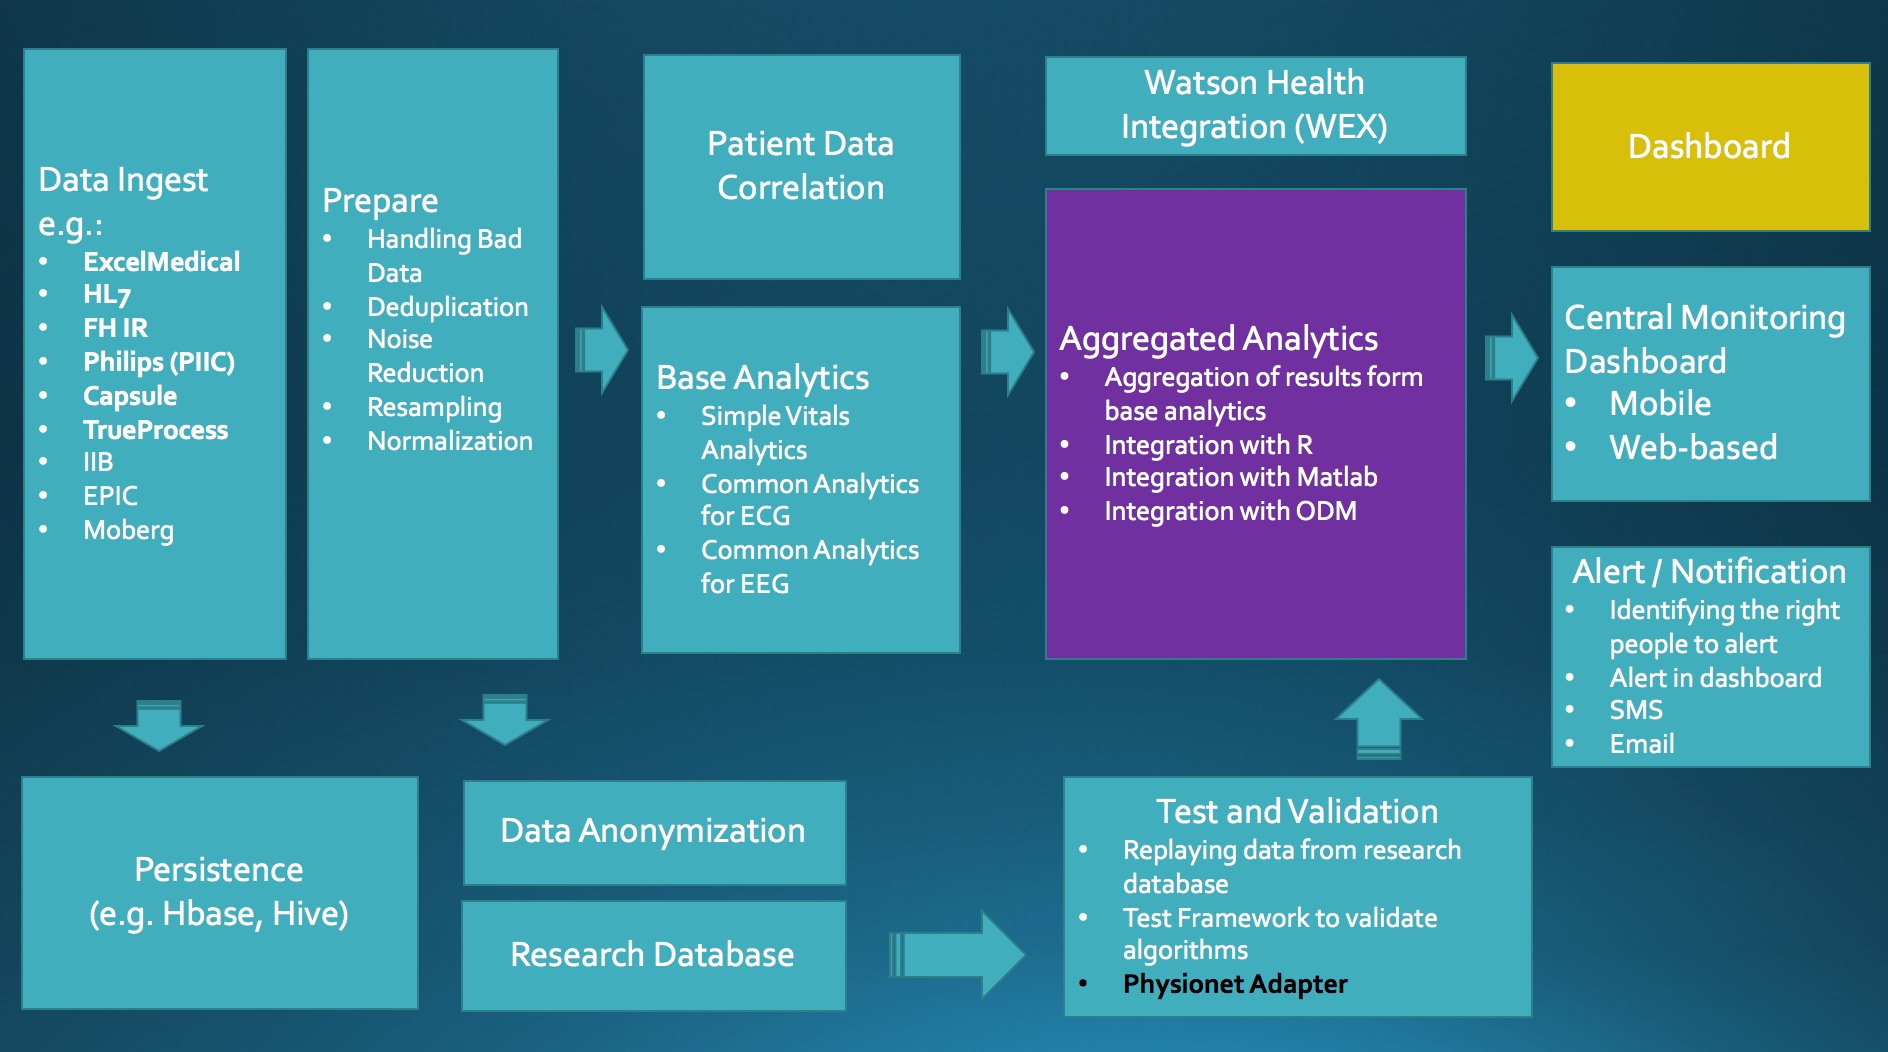 Data Ingest
e.g.:
• ExcelMedical
• HL7
• FH IR
• Philips (PIIC)
• Capsule
• TrueProcess
• IIB
• EPIC
• Moberg
Prepare
• Handling Bad
Data
• Deduplication
• Noise
Reduction
• Resampling
• Normalization
Patient Data
Correlation
Base Analytics
• Simple Vitals
Analytics
• Common Analytics
for ECG
• Common Analytics
for EEG
Watson Health
Integration (WEX)
Aggregated Analytics
• Aggregation of results form
base analytics
• Integration with R
• Integration with Matlab
• Integration with ODM
Dashboard
Central Monitoring
Dashboard
• Mobile
• Web-based
Alert / Notification
• Identifying the right
people to alert
• Alert in dashboard
• SMS
• Email
Persistence
(e.g. Hbase, Hive)
Data Anonymization
Research Database
Test and Validation
• Replaying data from research
database
• Test Framework to validate
algorithms
• Physionet Adapter